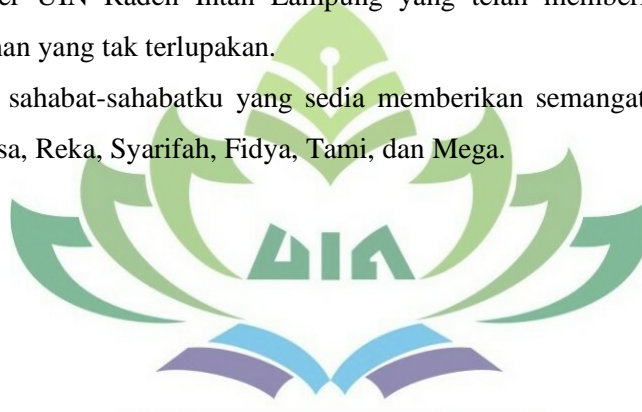 UIN Raden Intan Lampung yang telah
yang tak terlupakan.
sahabat-sahabatku yang sedia memberikan semangat
Reka, Syarifah, Fidya, Tami, dan Mega.
UIN